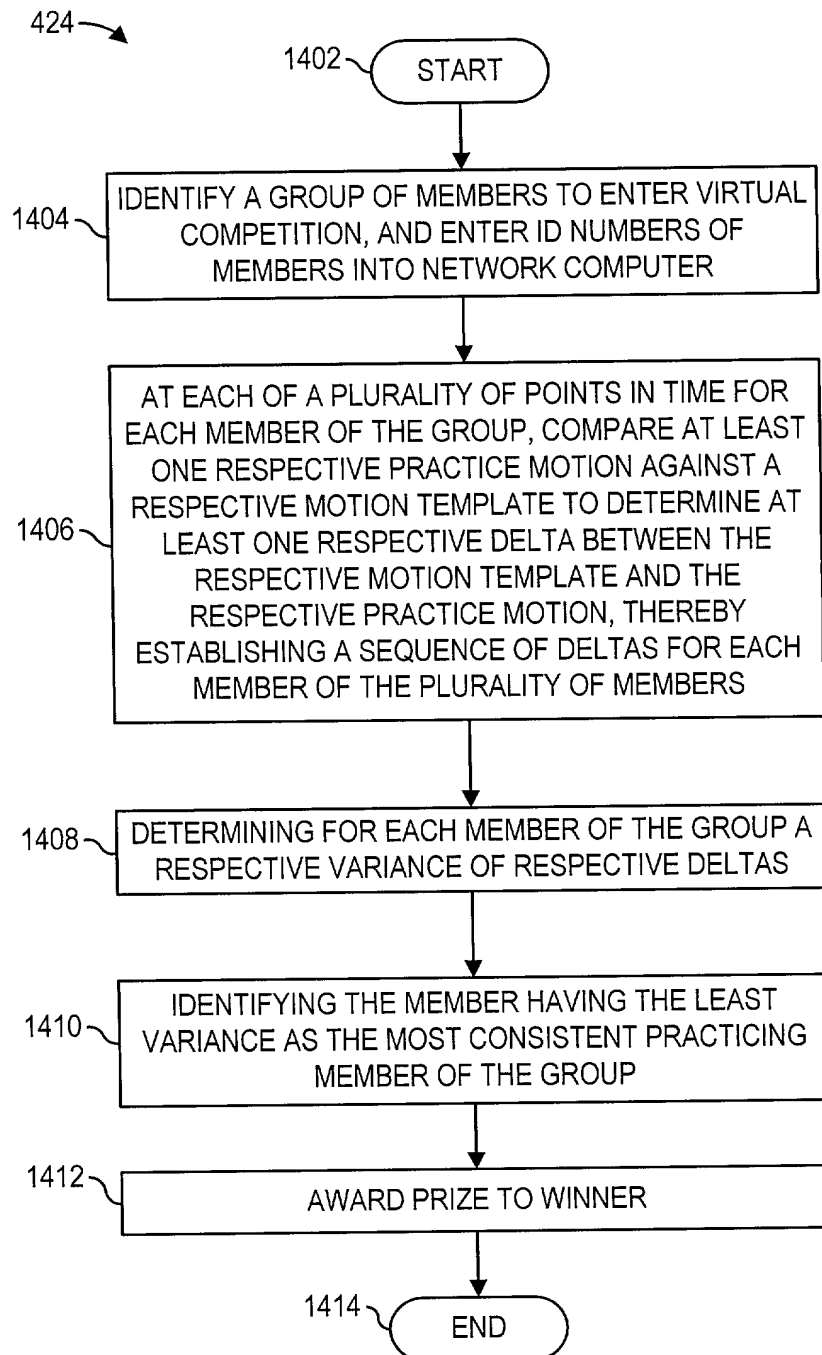 424
1402
START
1404
IDENTIFY A GROUP OF MEMBERS TO ENTER VIRTUAL
COMPETITION, AND ENTER ID NUMBERS OF
MEMBERS INTO NETWORK COMPUTER
1406
AT EACH OF A PLURALITY OF POINTS IN TIME FOR
EACH MEMBER OF THE GROUP, COMPARE AT LEAST
ONE RESPECTIVE PRACTICE MOTION AGAINST A
RESPECTIVE MOTION TEMPLATE TO DETERMINE AT
LEAST ONE RESPECTIVE DELTA BETWEEN THE
RESPECTIVE MOTION TEMPLATE AND THE
RESPECTIVE PRACTICE MOTION, THEREBY
ESTABLISHING A SEQUENCE OF DELTAS FOR EACH
MEMBER OF THE PLURALITY OF MEMBERS
1408
DETERMINING FOR EACH MEMBER OF THE GROUP A
RESPECTIVE VARIANCE OF RESPECTIVE DELTAS
1410
IDENTIFYING THE MEMBER HAVING THE LEAST
VARIANCE AS THE MOST CONSISTENT PRACTICING
MEMBER OF THE GROUP
1412
AWARD PRIZE TO WINNER
1414
END